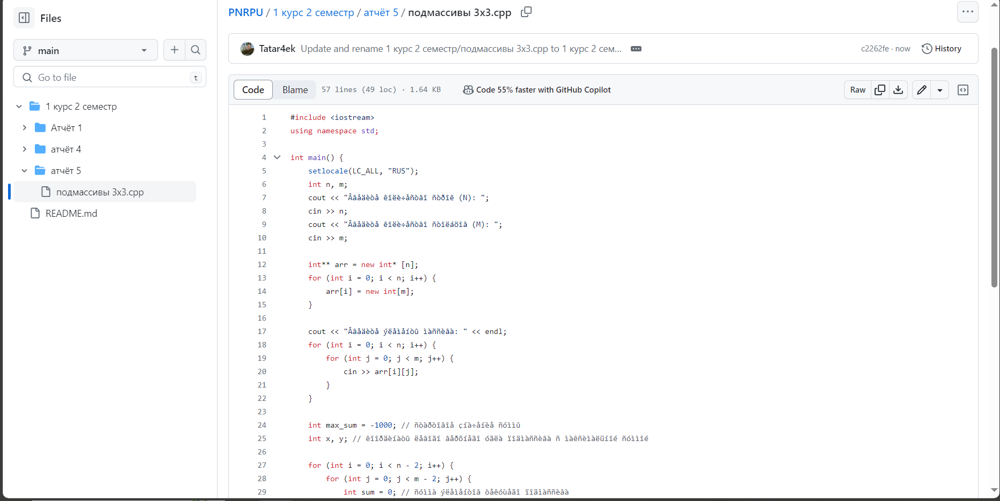 Files
main
Go to file
t
1 курс 2 семестр
Атчёт 1
атчёт 4
атчёт 5
подмассивы 3х3.cpp
README.md
PNRPU / 1 курс 2 семестр / атчёт 5 / подмассивы 3х3.cpp
Tatar4ek Update and rename 1 курс 2 семестр/подмассивы 3х3.cpp to 1 курс 2 сем...
c2262fe · now History
Code Blame 57 lines (49 loc) · 1.64 KB Code 55% faster with GitHub Copilot Raw
1 #include <iostream>
2 using namespace std;
3
4 int main() {
5 setlocale(LC_ALL, "RUS");
6 int n, m;
7 cout << "Ââåäèòå êîëè÷åñòâî ñòðîê (N): ";
8 cin >> n;
9 cout << "Ââåäèòå êîëè÷åñòâî ñòîëáöîâ (M): ";
10 cin >> m;
11
12 int** arr = new int* [n];
13 for (int i = 0; i < n; i++) {
14 arr[i] = new int[m];
15 }
16
17 cout << "Ââåäèòå ýëåìåíòû ìàññèâà: " << endl;
18 for (int i = 0; i < n; i++) {
19 for (int j = 0; j < m; j++) {
20 cin >> arr[i][j];
21 }
22 }
23
24 int max_sum = -1000; // ñòàðòîâîå çíà÷åíèå ñóììû
25 int x, y; // êîîðäèíàòû ëåâîãî âåðõíåãî óãëà ïîäìàññèâà ñ ìàêñèìàëüíîé ñóììîé
26
27 for (int i = 0; i < n - 2; i++) {
28 for (int j = 0; j < m - 2; j++) {
29 int sum = 0; // ñóììà ýëåìåíòîâ òåêóùåãî ïîäìàññèâà